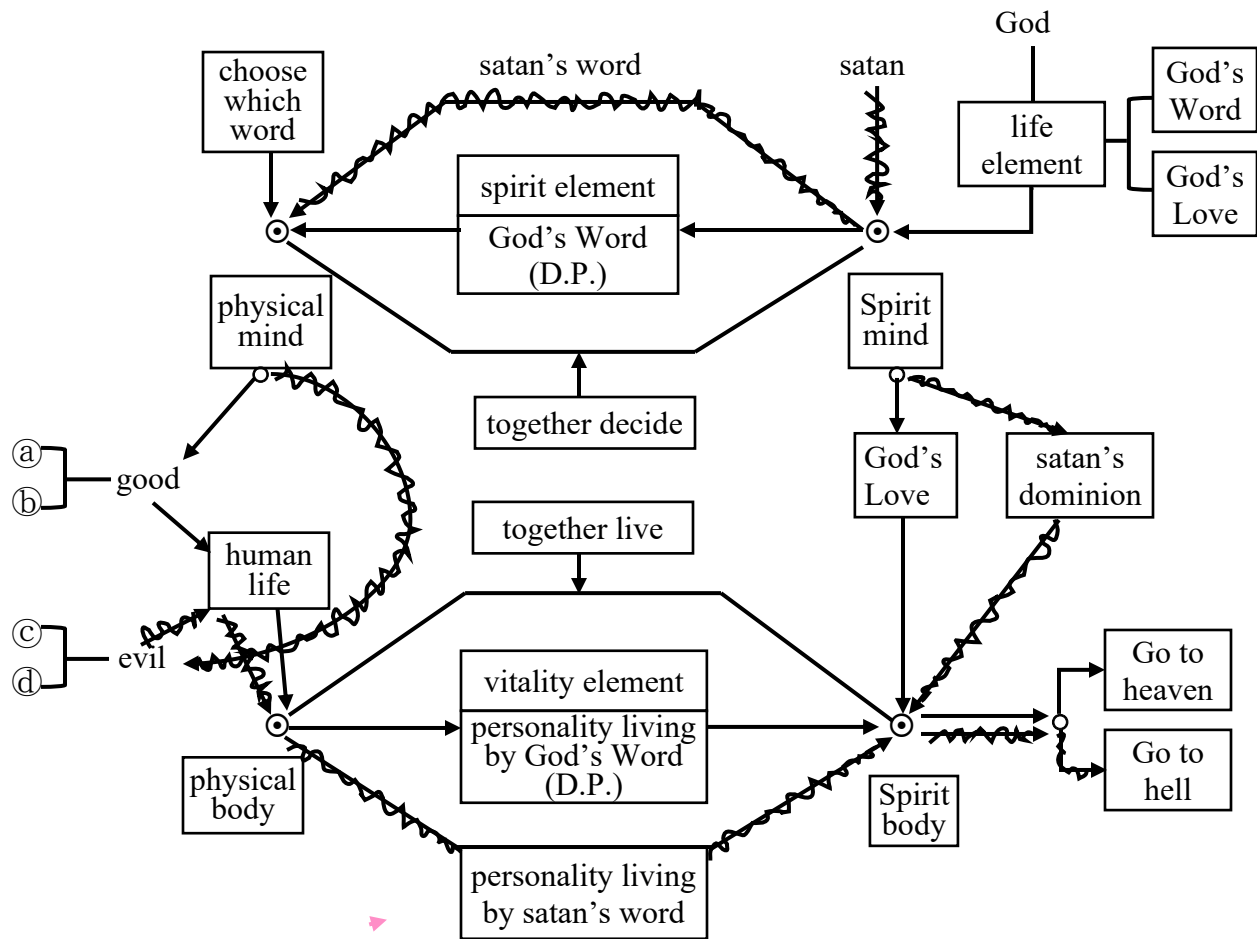 God
choose
which
word
satan’s word
satan
God’s
Word
life
element
God’s
Love
spirit element
God’s Word
(D.P.)
physical
mind
Spirit
mind
together decide
ⓐ
ⓑ
good
God’s
Love
satan’s
dominion
together live
human
life
ⓒ
ⓓ
evil
vitality element
personality living
by God’s Word
(D.P.)
Go to
heaven
Go to
hell
physical
body
Spirit
body
personality living
by satan’s word